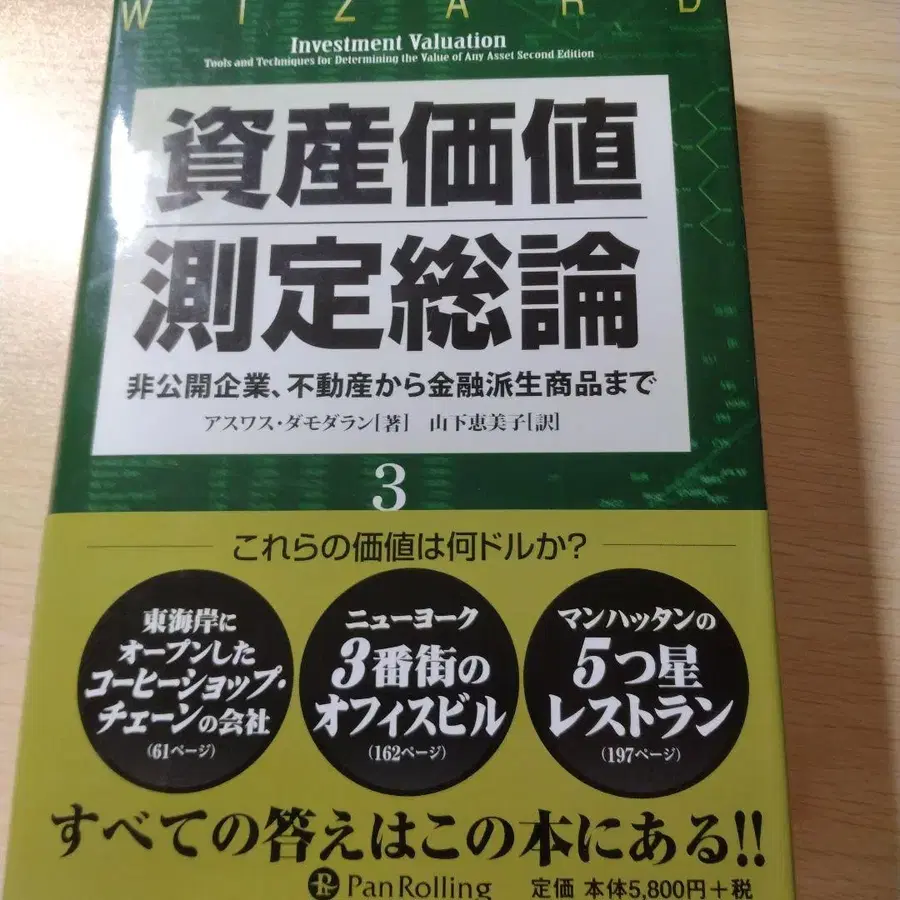 WIZARD
Investment Valuation
Tools and Techniques for Determining the Value of Any Asset Second Edition
資産価値
測定総論
非公開企業、不動産から金融派生商品まで
アスワス・ダモダラン[著] 山下恵美子[訳]
3
これらの価値は何ドルか?
東海岸に
オープンした
コーヒーショップ・
チェーンの会社
(61ページ)
ニューヨーク
3番街の
オフィスビル
(162ページ)
マンハッタンの
5つ星
レストラン
(197ページ)
すべての答えはこの本にある!!
PanRolling 定価 本体5,800円+税